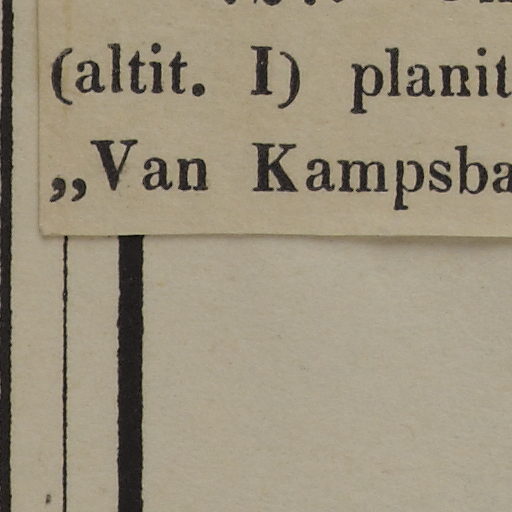 (altit. I) planit
„Van Kampsba